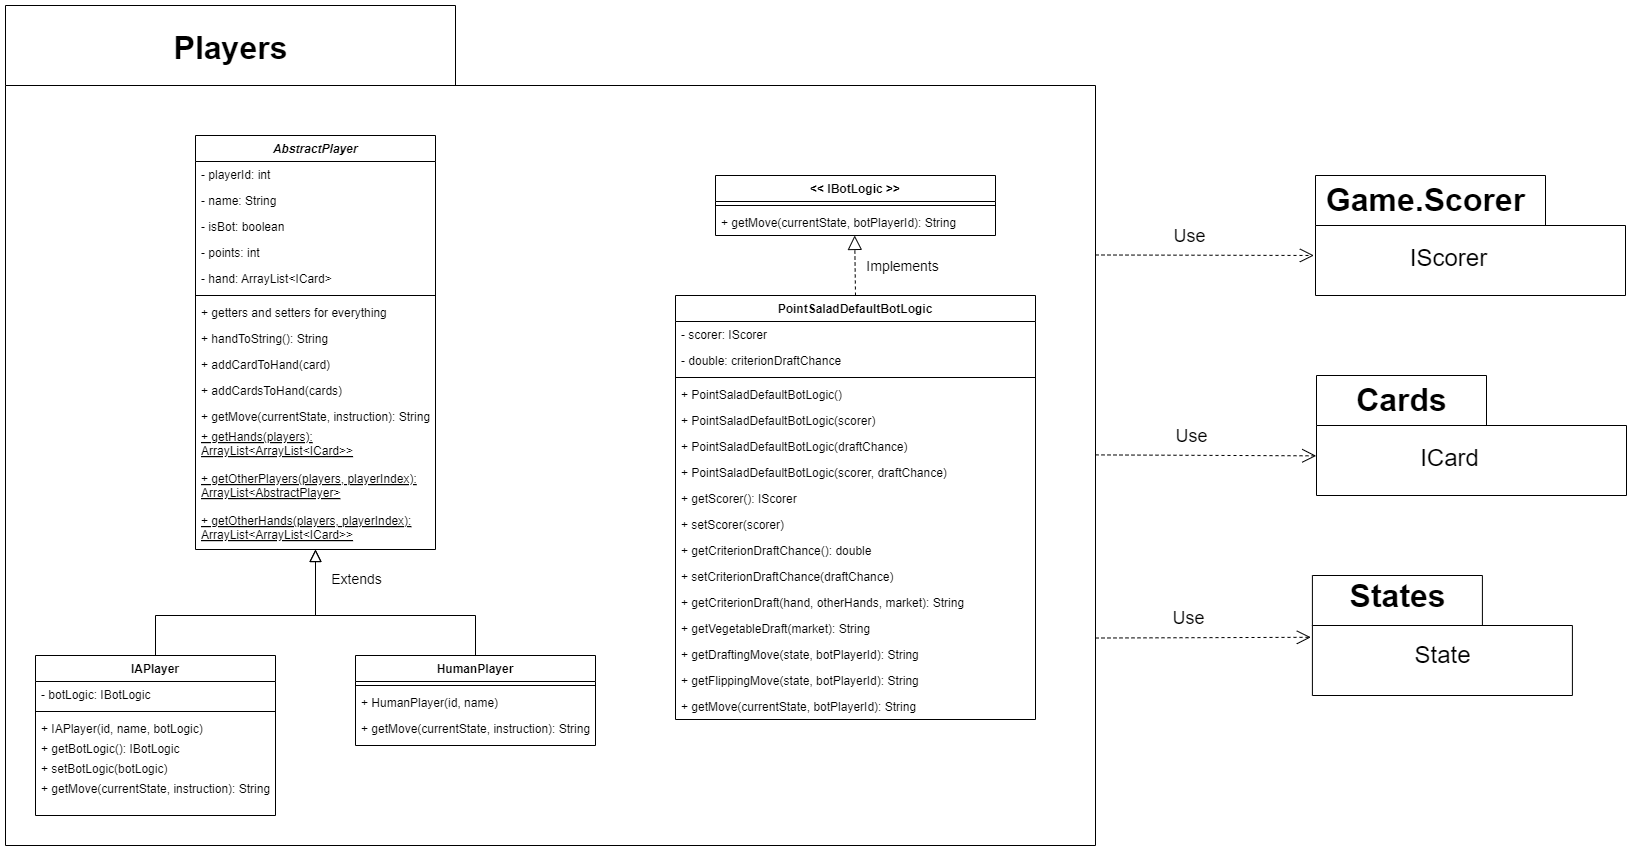 Players
AbstractPlayer
- playerId: int
- name: String
- isBot: boolean
- points: int
- hand: ArrayList<ICard>
+ getters and setters for everything
+ handToString(): String
+ addCardToHand(card)
+ addCardsToHand(cards)
+ getMove(currentState, instruction): String
+ getHands(players):
ArrayList<ArrayList<ICard>>
+ getOtherPlayers(players, playerIndex):
ArrayList<AbstractPlayer>
+ getOtherHands(players, playerIndex):
ArrayList<ArrayList<ICard>>
Extends
IAPlayer
- botLogic: IBotLogic
+ IAPlayer(id, name, botLogic)
+ getBotLogic(): IBotLogic
+ setBotLogic(botLogic)
+ getMove(currentState, instruction): String
HumanPlayer
+ HumanPlayer(id, name)
+ getMove(currentState, instruction): String
<< IBotLogic >>
+ getMove(currentState, botPlayerId): String
Implements
PointSaladDefaultBotLogic
- scorer: IScorer
- double: criterionDraftChance
+ PointSaladDefaultBotLogic()
+ PointSaladDefaultBotLogic(scorer)
+ PointSaladDefaultBotLogic(draftChance)
+ PointSaladDefaultBotLogic(scorer, draftChance)
+ getScorer(): IScorer
+ setScorer(scorer)
+ getCriterionDraftChance(): double
+ setCriterionDraftChance(draftChance)
+ getCriterionDraft(hand, otherHands, market): String
+ getVegetableDraft(market): String
+ getDraftingMove(state, botPlayerId): String
+ getFlippingMove(state, botPlayerId): String
+ getMove(currentState, botPlayerId): String
Use
Game.Scorer
IScorer
Use
Cards
ICard
Use
States
State